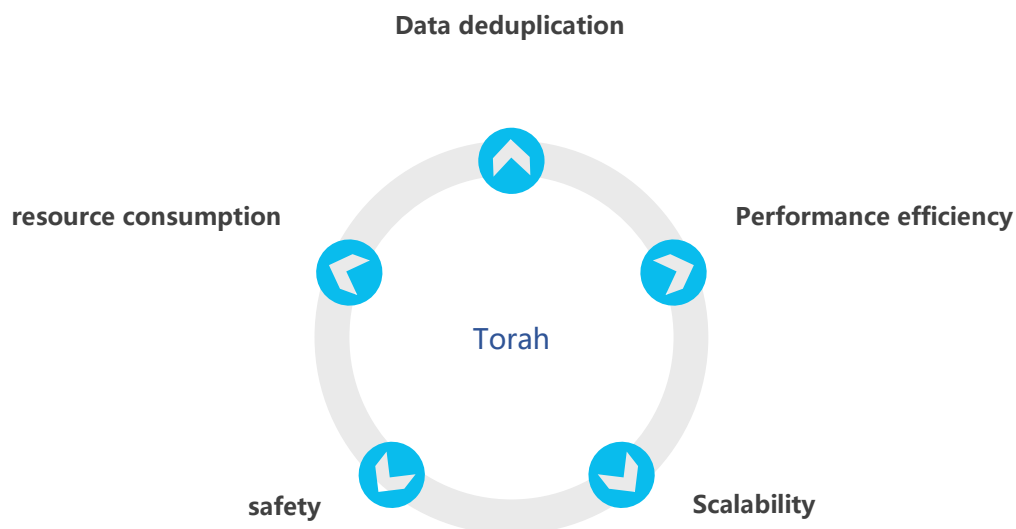 Data deduplication
resource consumption
Performance efficiency
Torah
safety
Scalability